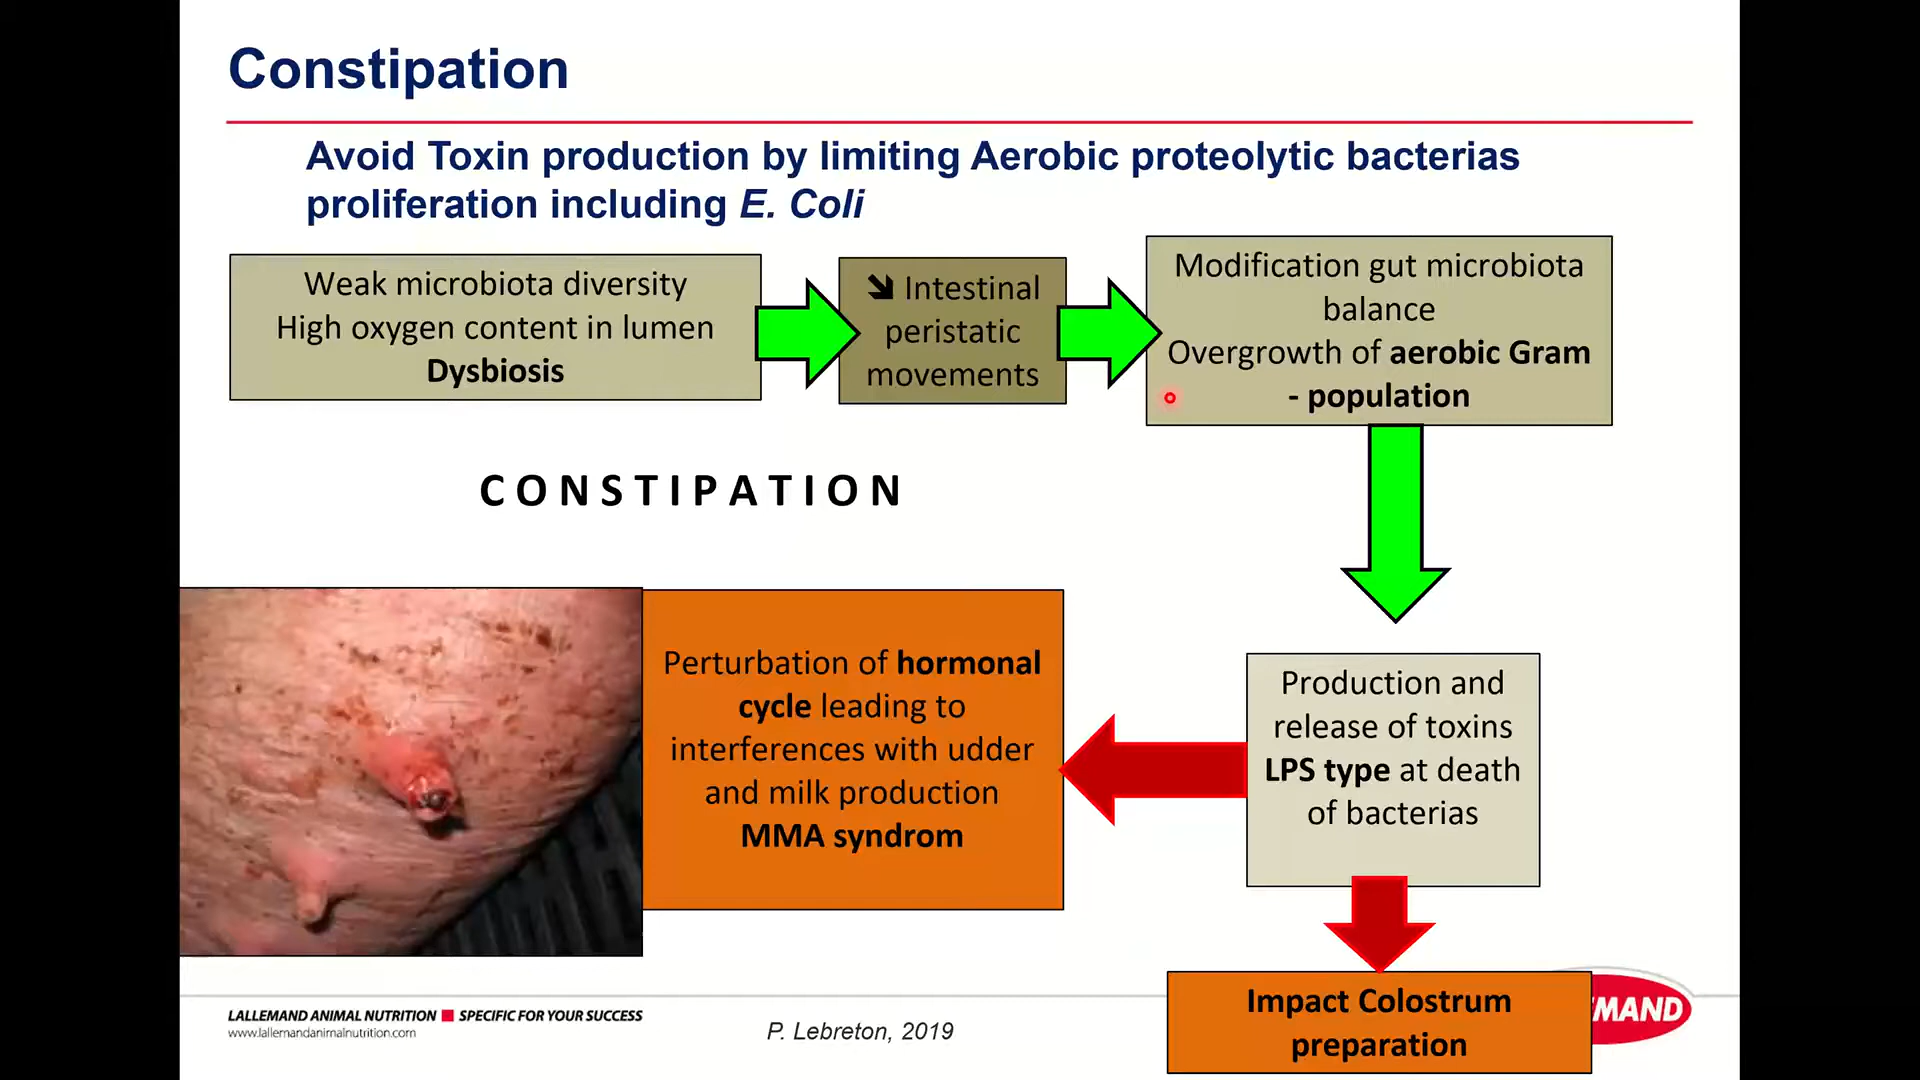 Constipation
Avoid Toxin production by limiting Aerobic proteolytic bacterias
proliferation including E. Coli
Weak microbiota diversity
High oxygen content in lumen
Dysbiosis
➘ Intestinal
peristatic
movements
Modification gut microbiota
balance
Overgrowth of aerobic Gram
- population
CONSTIPATION
Perturbation of hormonal
cycle leading to
interferences with udder
and milk production
MMA syndrom
Production and
release of toxins
LPS type at death
of bacterias
Impact Colostrum
preparation
LALLEMAND ANIMAL NUTRITION ■ SPECIFIC FOR YOUR SUCCESS
www.lallemandanimalnutrition.com
P. Lebreton, 2019
MAND